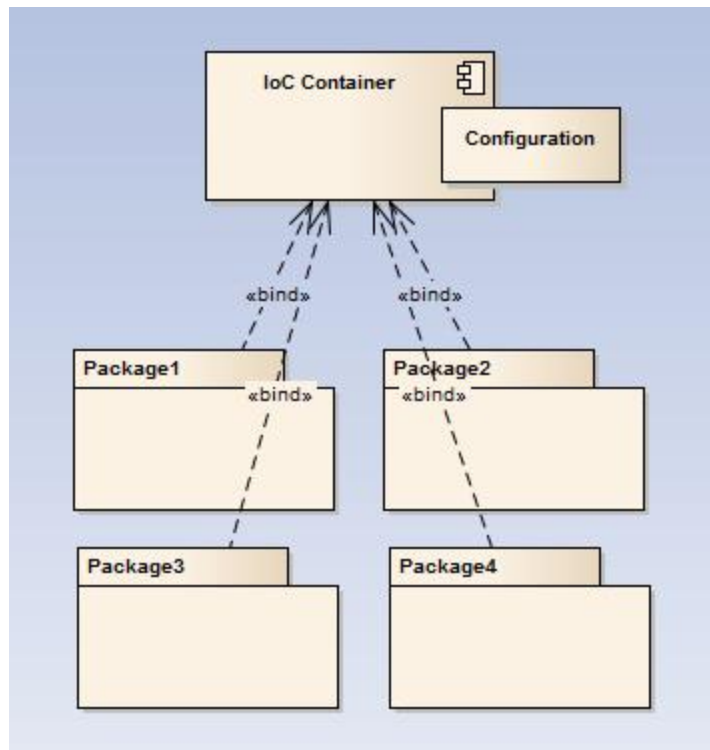 IoC Container
Configuration
«bind»
«bind»
Package1
Package2
«bind»
«bind»
Package3
Package4